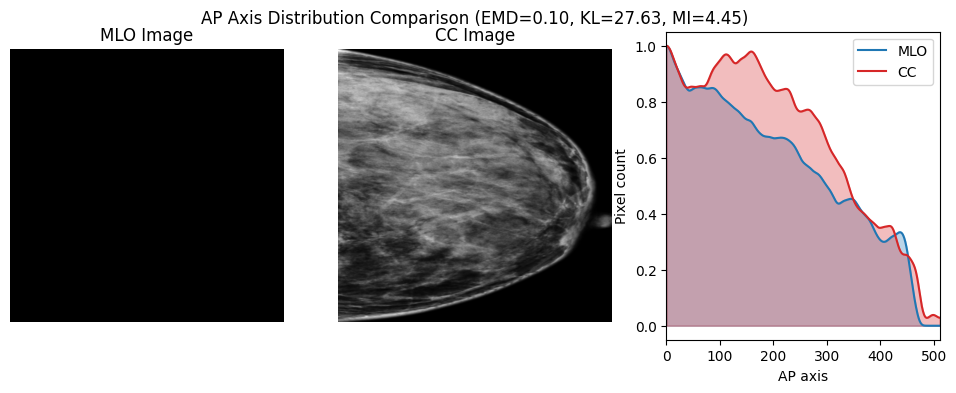 AP Axis Distribution Comparison (EMD=0.10, KL=27.63, MI=4.45)
MLO Image
CC Image
MLO
CC
Pixel count
1.0
0.8
0.6
0.4
0.2
0.0
0 100 200 300 400 500
AP axis